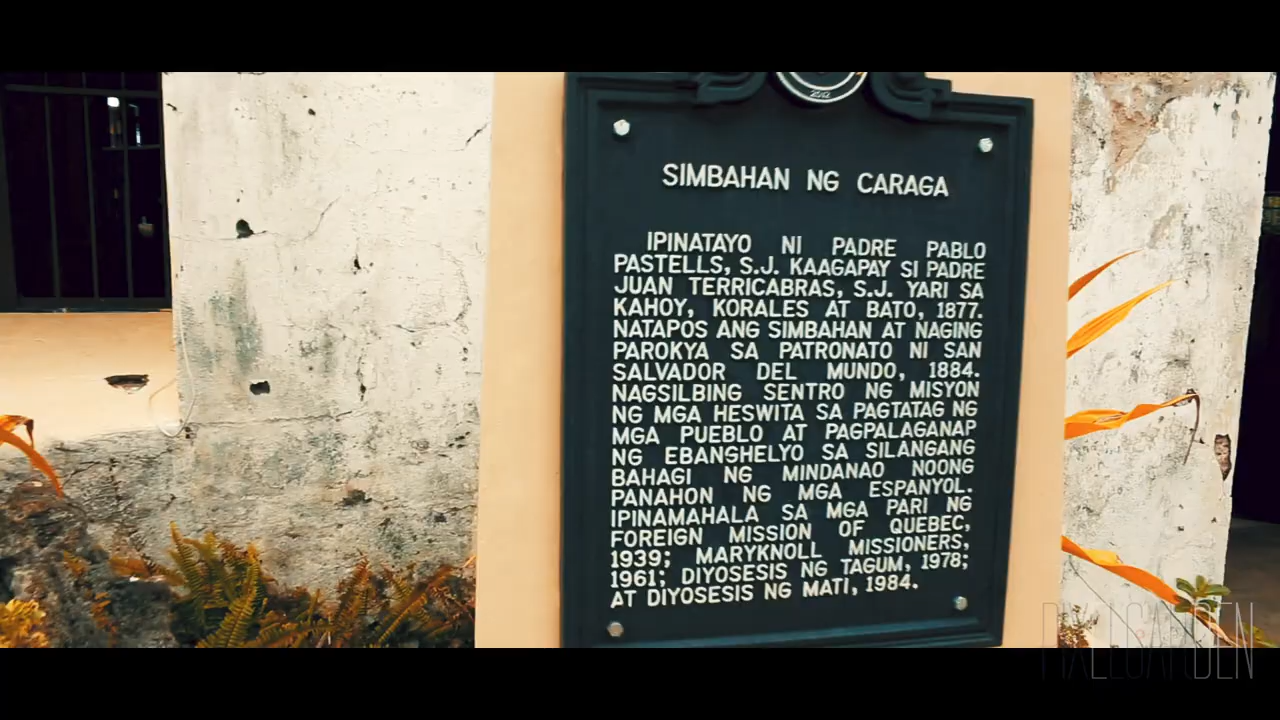 2012
SIMBAHAN NG CARAGA
IPINATAYO NI PADRE PABLO
PASTELLS, S.J. KAAGAPAY SI PADRE
JUAN TERRICABRAS, S.J. YARI SA
KAHOY, KORALES AT BATO, 1877.
NATAPOS ANG SIMBAHAN AT NAGING
PAROKYA SA PATRONATO NI SAN
SALVADOR DEL MUNDO, 1884.
NAGSILBING SENTRO NG MISYON
NG MGA HESWITA SA PAGTATAG NG
MGA PUEBLO AT PAGPALAGANAP
NG EBANGHELYO SA SILANGANG
BAHAGI NG MINDANAO NOONG
PANAHON NG MGA ESPANYOL.
IPINAMAHALA SA MGA PARI NG
FOREIGN MISSION OF QUEBEC,
1939; MARYKNOLL MISSIONERS,
1961; DIYOSESIS NG TAGUM, 1978;
AT DIYOSESIS NG MATI, 1984.
PIXELGARDEN